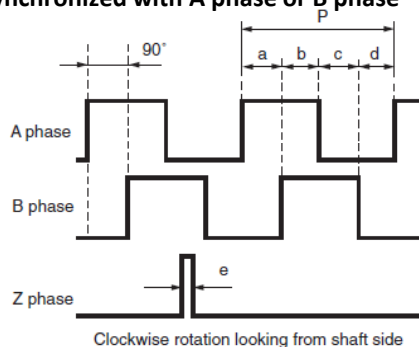 ynchronized with A phase or B phase
P
90°
a b c d
A phase
B phase
e
Z phase
Clockwise rotation looking from shaft side